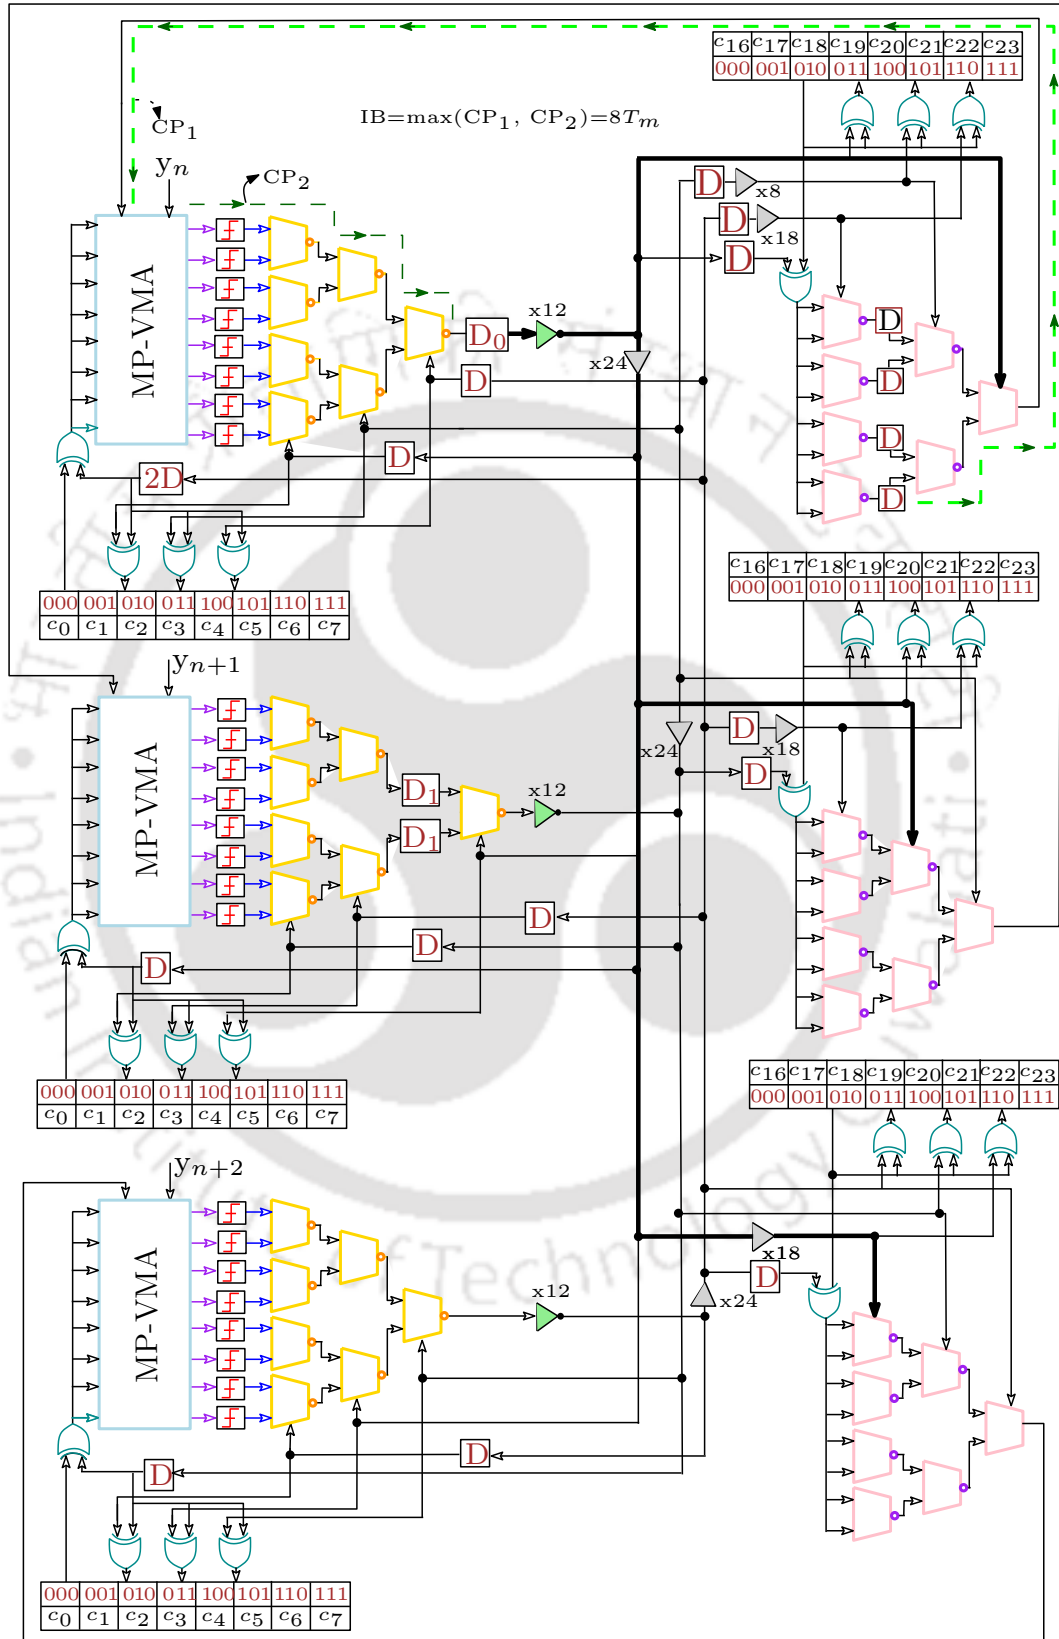 c16 c17 c18 c19 c20 c21 c22 c23
000 001 010 011 100 101 110 111
CP1
IB=max(CP1, CP2)=8Tm
yn
CP2
D x8
D x18
D
MP-VMA
D0 x12
x24
D
D
D
D
D
D
D
2D
000 001 010 011 100 101 110 111
c0 c1 c2 c3 c4 c5 c6 c7
c16 c17 c18 c19 c20 c21 c22 c23
000 001 010 011 100 101 110 111
yn+1
MP-VMA
x24
D x18
D
D1 x12
D1
D
D
D
000 001 010 011 100 101 110 111
c0 c1 c2 c3 c4 c5 c6 c7
c16 c17 c18 c19 c20 c21 c22 c23
000 001 010 011 100 101 110 111
yn+2
MP-VMA
x18
D
x12
x24
D
D
000 001 010 011 100 101 110 111
c0 c1 c2 c3 c4 c5 c6 c7
Indian Institute of Technology